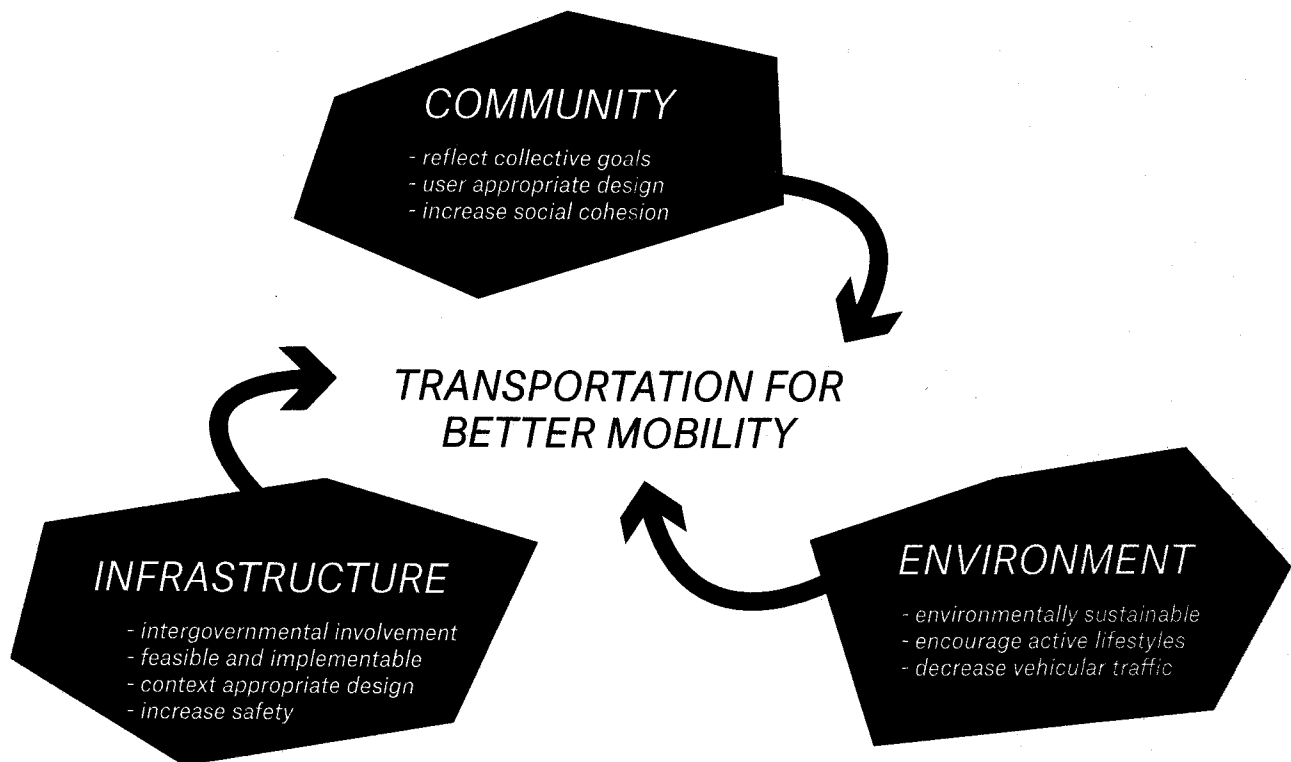 COMMUNITY
- reflect collective goals
- user appropriate design
- increase social cohesion
TRANSPORTATION FOR
BETTER MOBILITY
INFRASTRUCTURE
- intergovernmental involvement
- feasible and implementable
- context appropriate design
- increase safety
ENVIRONMENT
- environmentally sustainable
- encourage active lifestyles
- decrease vehicular traffic